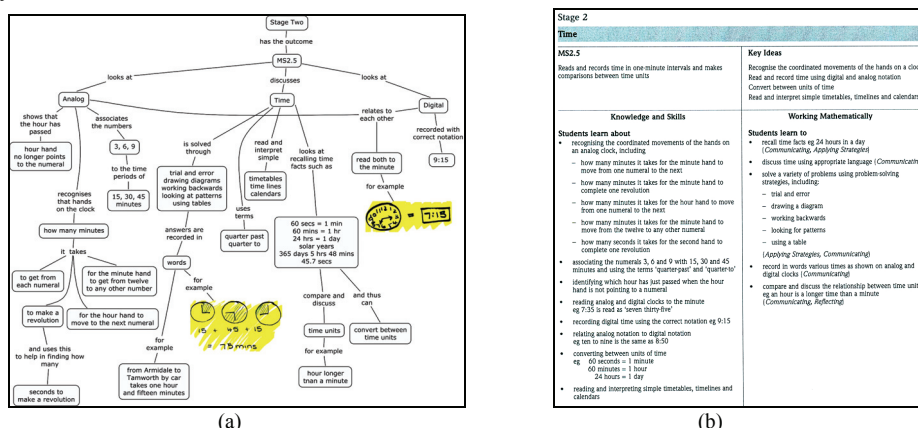 Stage Two
has the outcome
MS2.5
looks at
discusses
looks at
Analog
Time
Digital
shows that
the hour has
passed
associates
the numbers
relates to
each other
recorded with
correct notation
hour hand
no longer points
to the numeral
3, 6, 9
is solved
through
read and
interpret
simple
looks at
recalling time
facts such as
read both to
the minute
9:15
to the time
periods of
trial and error
drawing diagrams
working backwards
looking at patterns
using tables
timetables
time lines
calendars
for example
recognises
that hands
on the clock
15, 30, 45
minutes
uses
terms
= 7:15
how many minutes
answers are
recorded in
quarter past
quarter to
60 secs = 1 min
60 mins = 1 hr
24 hrs = 1 day
solar years
365 days 5 hrs 48 mins
45.7 secs
it takes
words
to get from
each numeral
for the minute hand
to get from twelve
to any other number
for
example
compare and
discuss
and thus
can
to make a
revolution
for the hour hand to
move to the next numeral
15 + 45 + 15
= 75 mins
time units
convert between
time units
and uses this
to help in finding how
many
for
example
for example
seconds to
make a revolution
from Armidale to
Tamworth by car
takes one hour
and fifteen minutes
hour longer
than a minute
(a)
Stage 2
Time
MS2.5
Reads and records time in one-minute intervals and makes
comparisons between time units
Key Ideas
Recognise the coordinated movements of the hands on a cloc
Read and record time using digital and analog notation
Convert between units of time
Read and interpret simple timetables, timelines and calendars
Knowledge and Skills
Students learn about
• recognising the coordinated movements of the hands on
an analog clock, including
– how many minutes it takes for the minute hand to
move from one numeral to the next
– how many minutes it takes for the minute hand to
complete one revolution
– how many minutes it takes for the hour hand to move
from one numeral to the next
– how many minutes it takes for the minute hand to
move from the twelve to any other numeral
– how many seconds it takes for the second hand to
complete one revolution
• associating the numerals 3, 6 and 9 with 15, 30 and 45
minutes and using the terms 'quarter-past' and 'quarter-to'
• identifying which hour has just passed when the hour
hand is not pointing to a numeral
• reading analog and digital clocks to the minute
eg 7:35 is read as 'seven thirty-five'
• recording digital time using the correct notation eg 9:15
• relating analog notation to digital notation
eg ten to nine is the same as 8:50
• converting between units of time
eg 60 seconds = 1 minute
60 minutes = 1 hour
24 hours = 1 day
• reading and interpreting simple timetables, timelines and
calendars
Working Mathematically
Students learn to
• recall time facts eg 24 hours in a day
(Communicating, Applying Strategies)
• discuss time using appropriate language (Communicatin
• solve a variety of problems using problem-solving
strategies, including:
– trial and error
– drawing a diagram
– working backwards
– looking for patterns
– using a table
(Applying Strategies, Communicating)
• record in words various times as shown on analog and
digital clocks (Communicating)
• compare and discuss the relationship between time unit
eg an hour is a longer time than a minute
(Communicating, Reflecting)
(b)